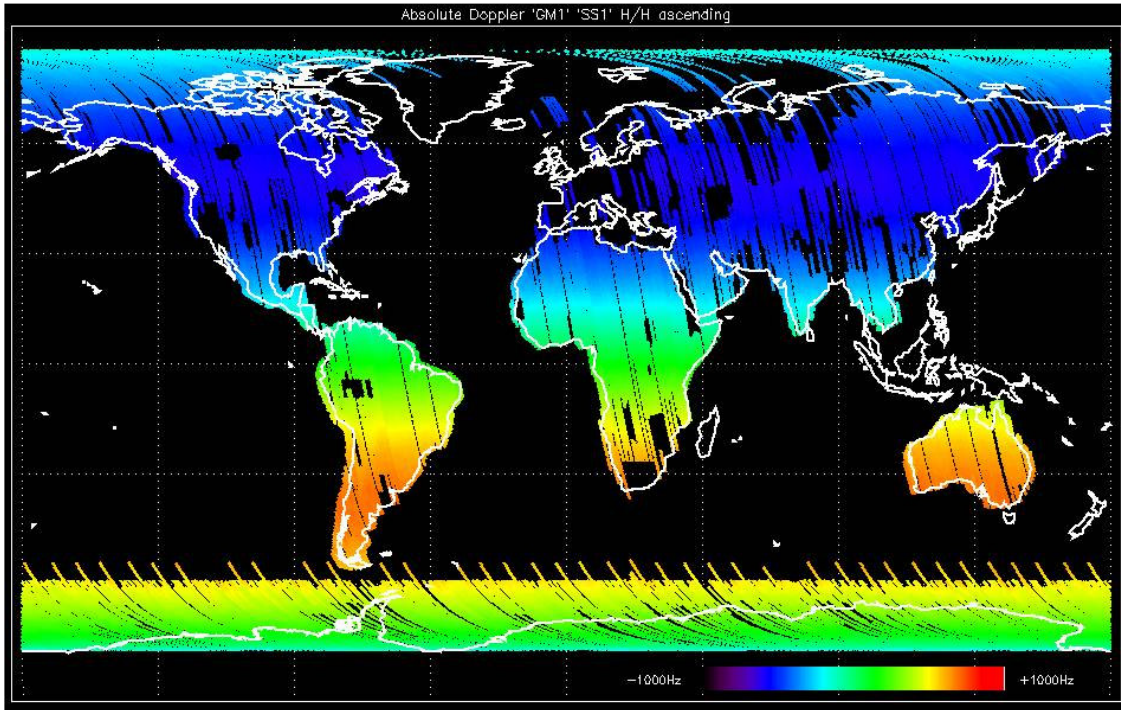 Absolute Doppler 'GM1' 'SS1' H/H ascending
−1000Hz +1000Hz